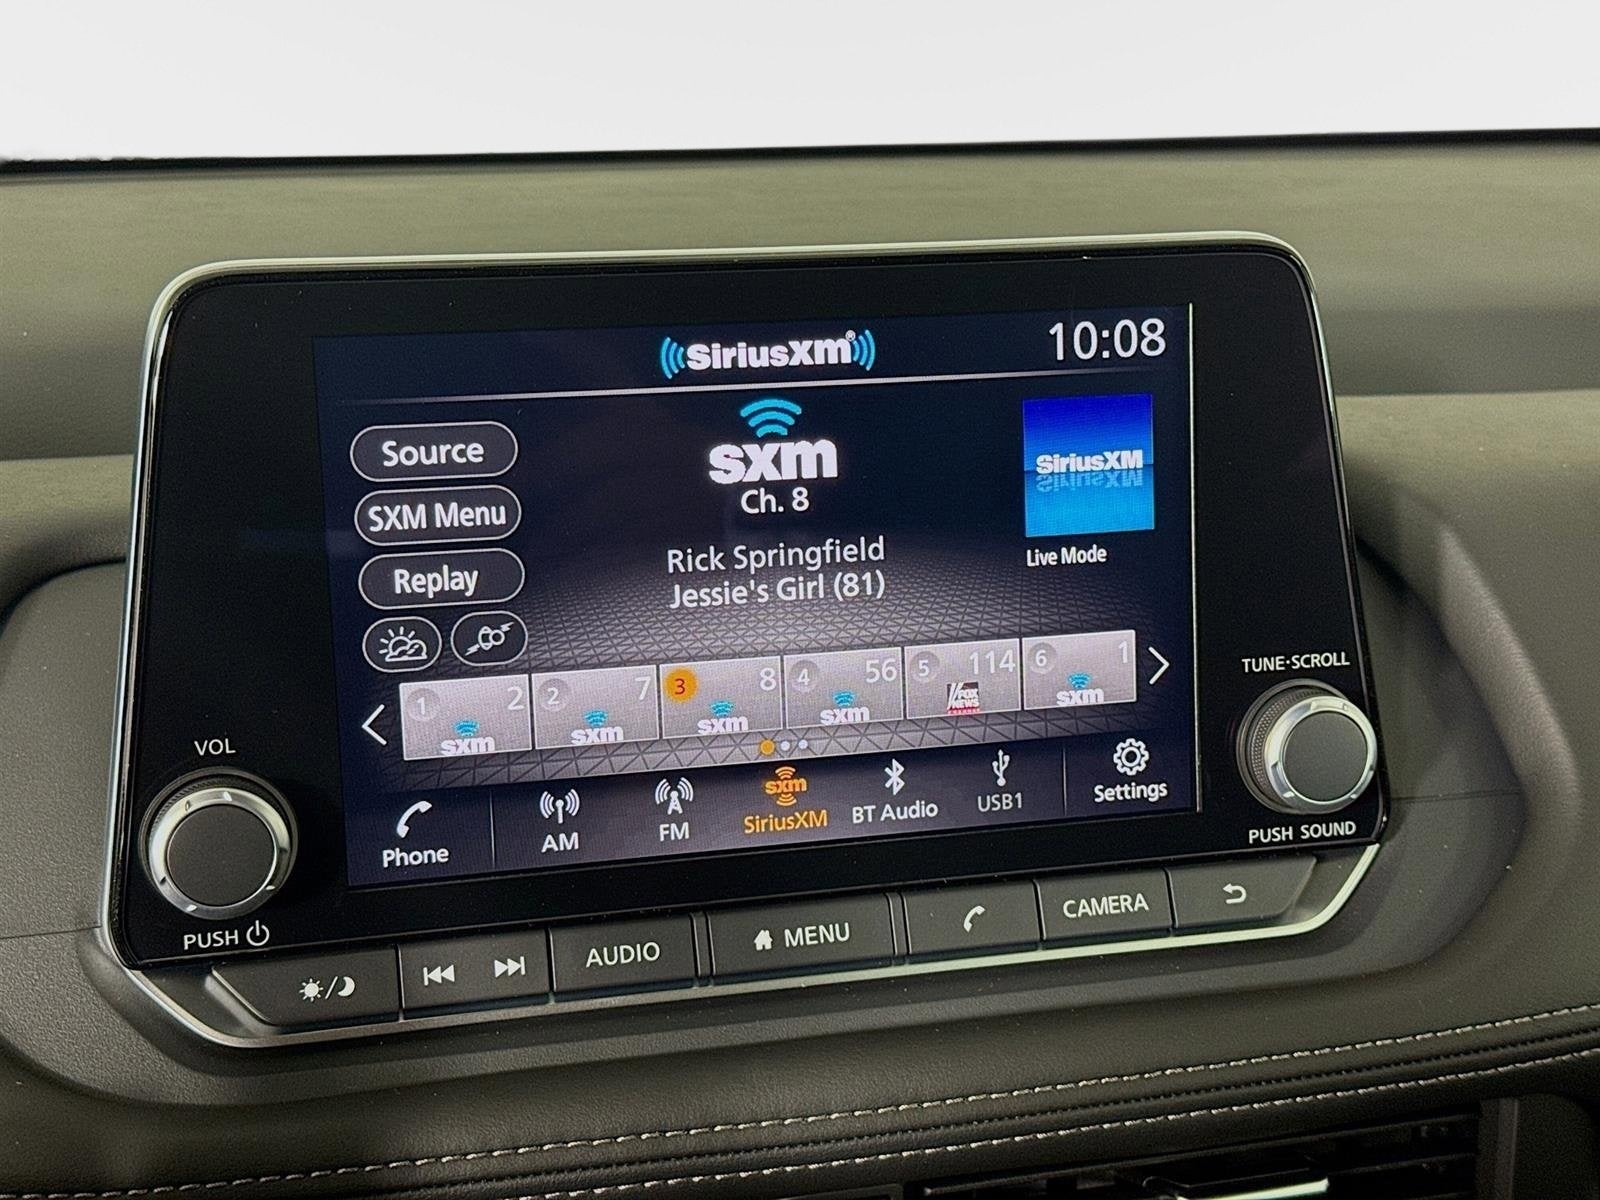 SiriusXM®
10:08
Source
SXM Menu
Replay
sxm
Ch. 8
Rick Springfield
Jessie's Girl (81)
SiriusXM
SiriusXM
Live Mode
1 2
sxm
2 7
sxm
3 8
sxm
4 56
sxm
5 114
FOX
NEWS
channel
6 1
sxm
Phone
AM
FM
sxm
SiriusXM
BT Audio
USB1
Settings
VOL
PUSH
TUNE·SCROLL
PUSH SOUND
AUDIO
MENU
CAMERA